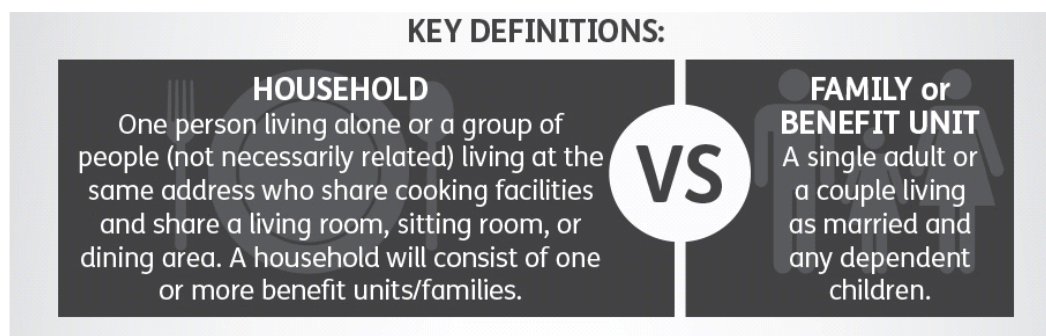 KEY DEFINITIONS:
HOUSEHOLD
One person living alone or a group of
people (not necessarily related) living at the
same address who share cooking facilities
and share a living room, sitting room, or
dining area. A household will consist of one
or more benefit units/families.
VS
FAMILY or
BENEFIT UNIT
A single adult or
a couple living
as married and
any dependent
children.